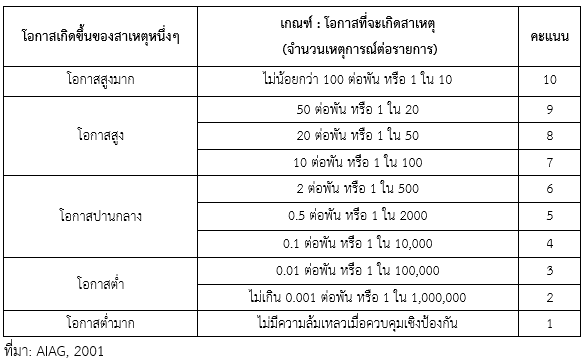 โอกาสเกิดขึ้นของสาเหตุหนึ่งๆ
เกณฑ์ : โอกาสที่จะเกิดสาเหตุ
(จำนวนเหตุการณ์ต่อรายการ)
คะแนน
โอกาสสูงมาก
ไม่น้อยกว่า 100 ต่อพัน หรือ 1 ใน 10
10
โอกาสสูง
50 ต่อพัน หรือ 1 ใน 20
9
20 ต่อพัน หรือ 1 ใน 50
8
10 ต่อพัน หรือ 1 ใน 100
7
โอกาสปานกลาง
2 ต่อพัน หรือ 1 ใน 500
6
0.5 ต่อพัน หรือ 1 ใน 2000
5
0.1 ต่อพัน หรือ 1 ใน 10,000
4
โอกาสต่ำ
0.01 ต่อพัน หรือ 1 ใน 100,000
3
ไม่เกิน 0.001 ต่อพัน หรือ 1 ใน 1,000,000
2
โอกาสต่ำมาก
ไม่มีความล้มเหลวเมื่อควบคุมเชิงป้องกัน
1
ที่มา: AIAG, 2001